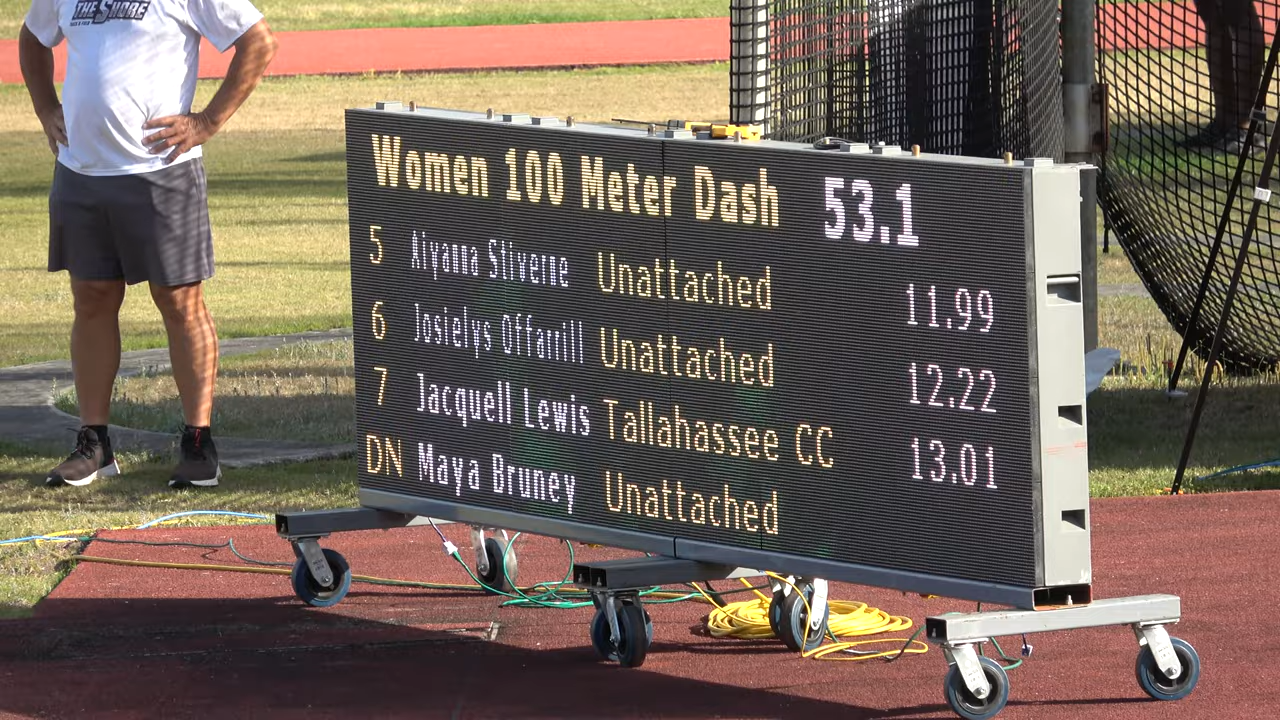 THE SHORE
Women 100 Meter Dash 53.1
5 Aiyanna Stiverne Unattached 11.99
6 Josielys Offarrill Unattached 12.22
7 Jacquell Lewis Tallahassee CC 13.01
DN Maya Bruney Unattached